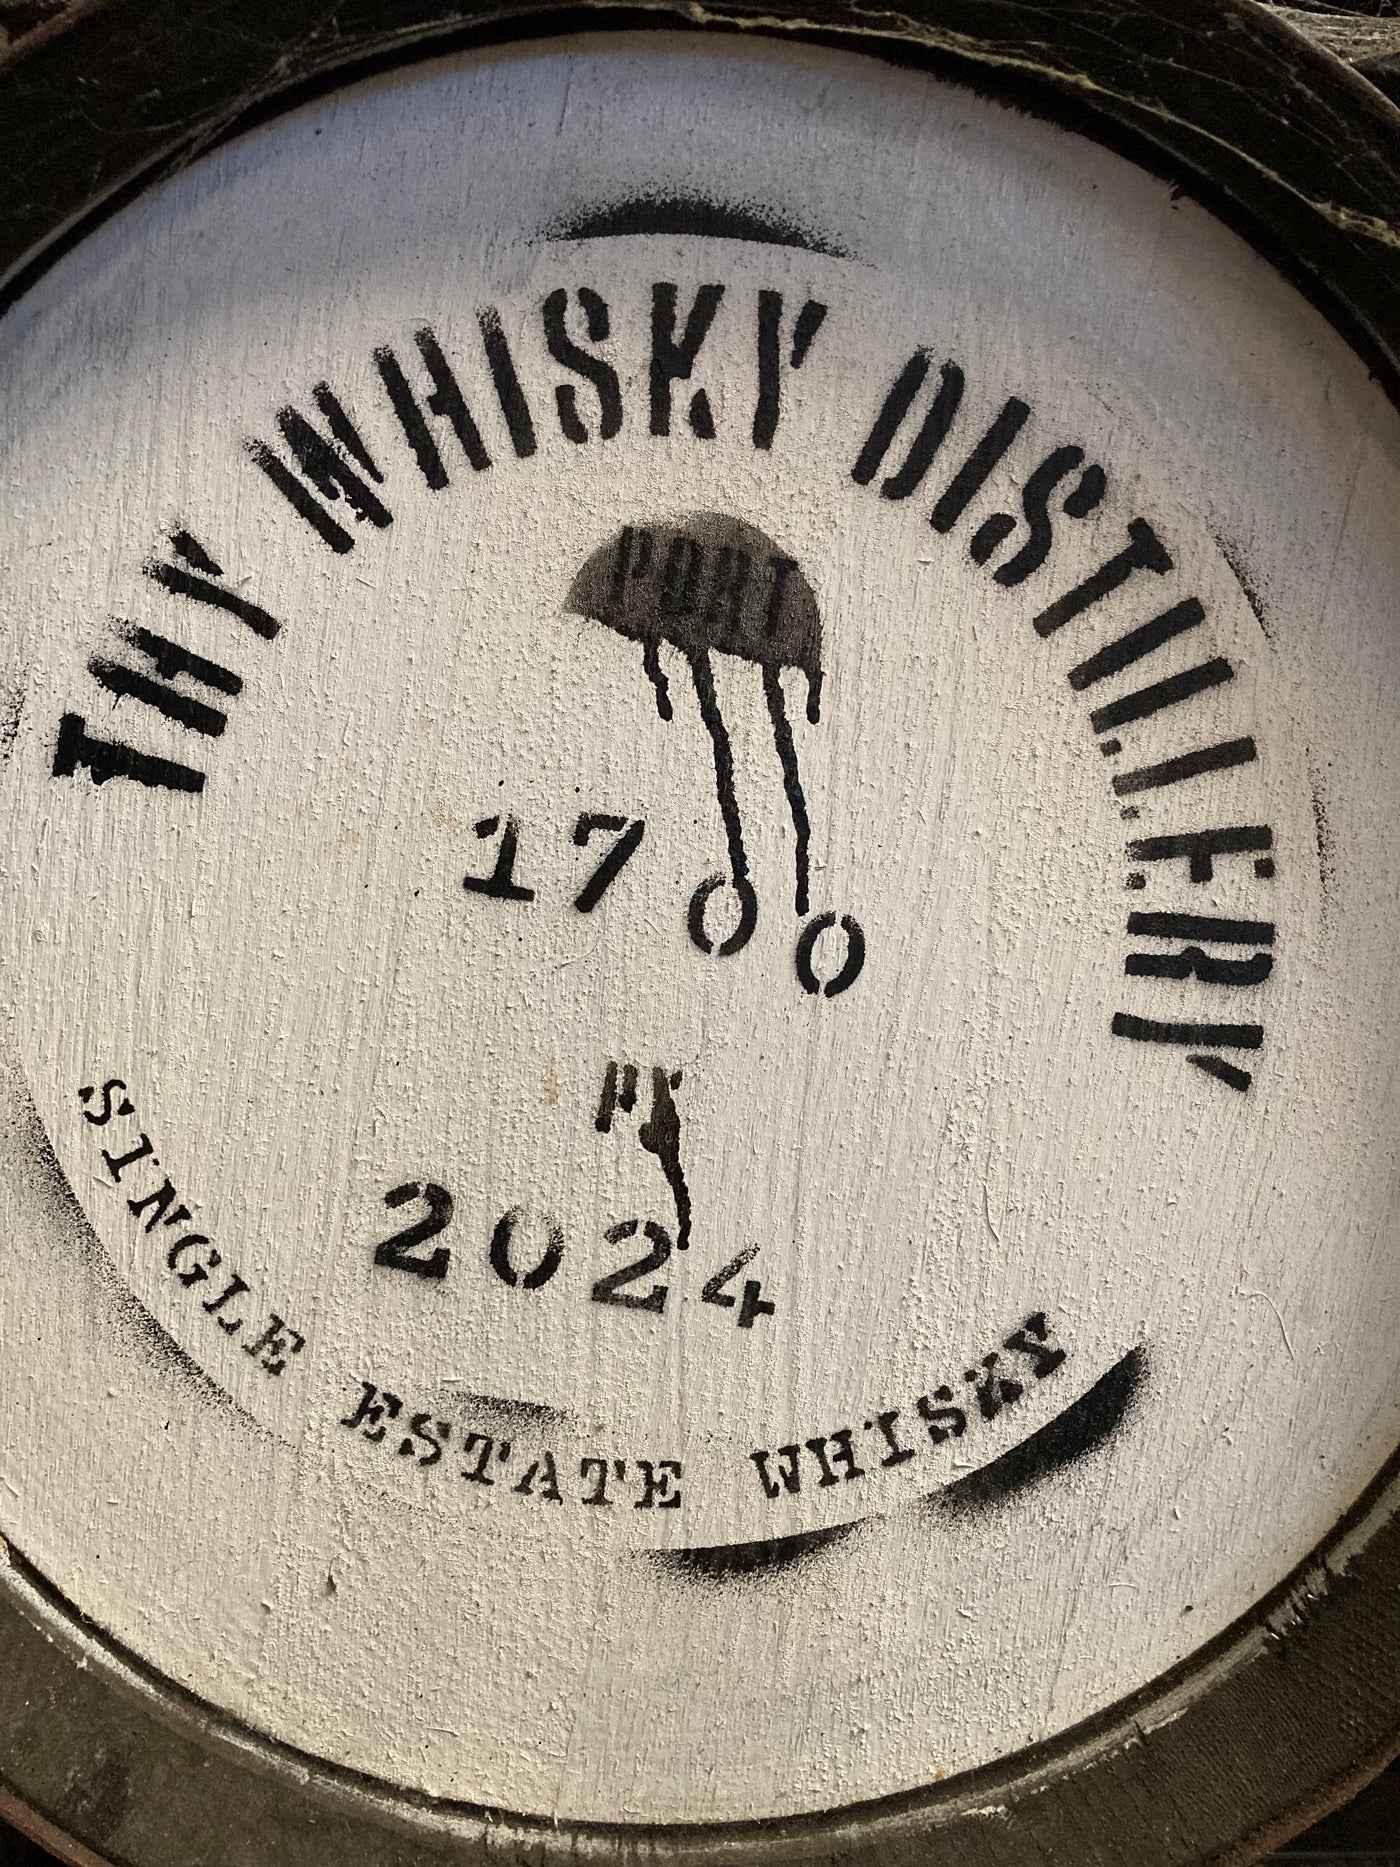 THY WHISKY DISTILLERY
PORT
1700
2024
SINGLE ESTATE WHISKY